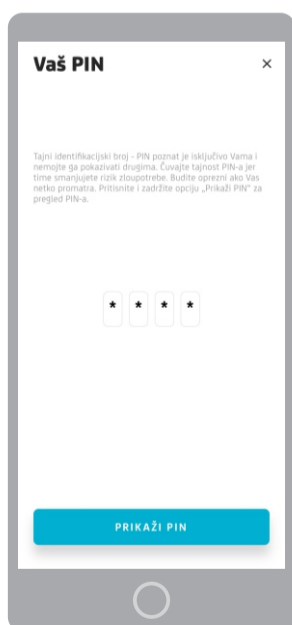 Vaš PIN
×
Tajni identifikacijski broj - PIN poznat je isključivo Vama i
nemojte ga pokazivati drugima. Čuvajte tajnost PIN-a jer
time smanjujete rizik zloupotrebe. Budite oprezni ako Vas
netko promatra. Pritisnite i zadržite opciju „Prikaži PIN" za
pregled PIN-a.
* * * *
PRIKAŽI PIN